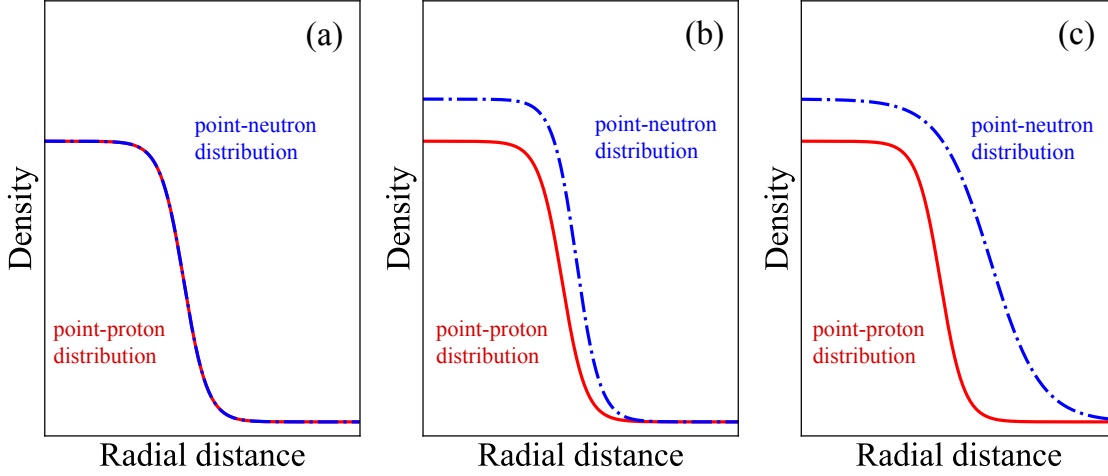 (a)
point-neutron
distribution
point-proton
distribution
Density
Radial distance
(b)
point-neutron
distribution
point-proton
distribution
Density
Radial distance
(c)
point-neutron
distribution
point-proton
distribution
Density
Radial distance